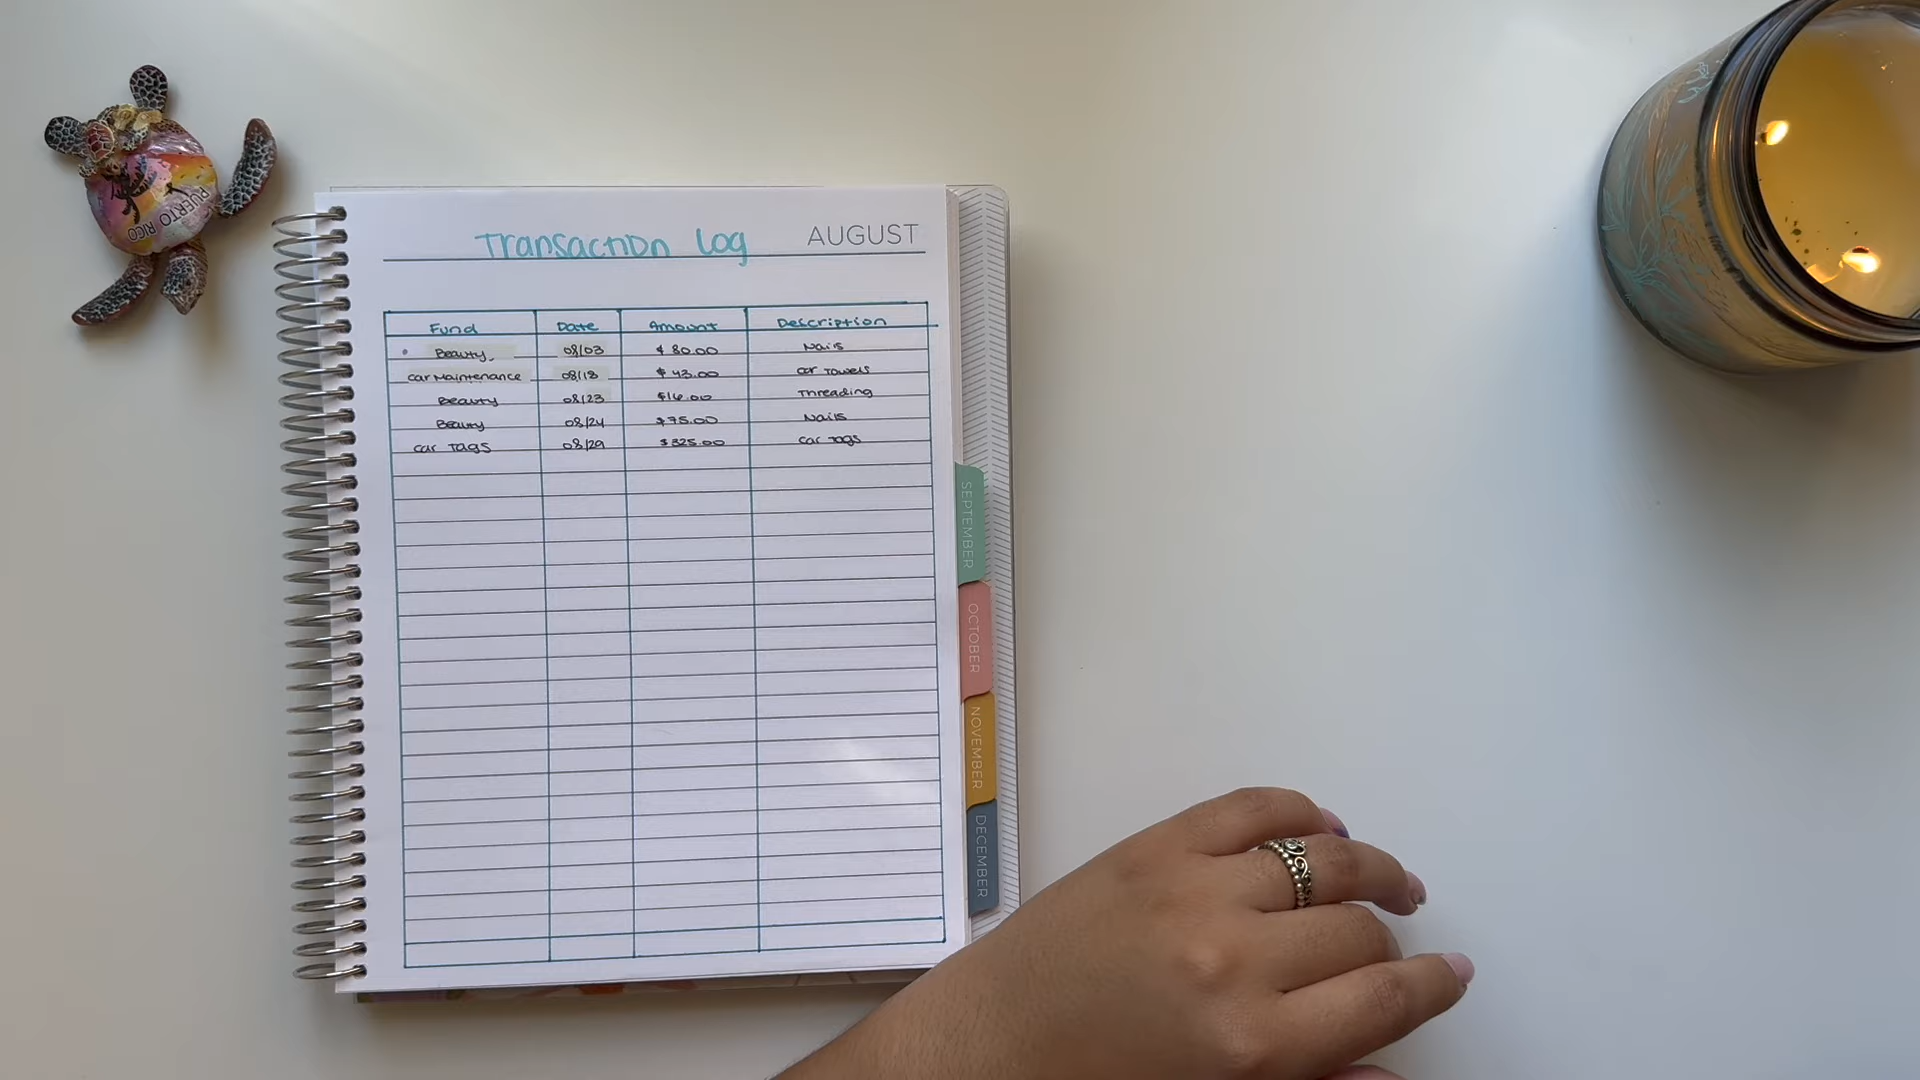 PUERTO RICO
Transaction Log AUGUST
Fund Date Amount Description
Beauty 08/03 $80.00 Nails
Car Maintenance 08/18 $43.00 Car Towels
Beauty 08/23 $16.00 Threading
Beauty 08/24 $75.00 Nails
Car Tags 08/29 $325.00 Car Tags
SEPTEMBER
OCTOBER
NOVEMBER
DECEMBER